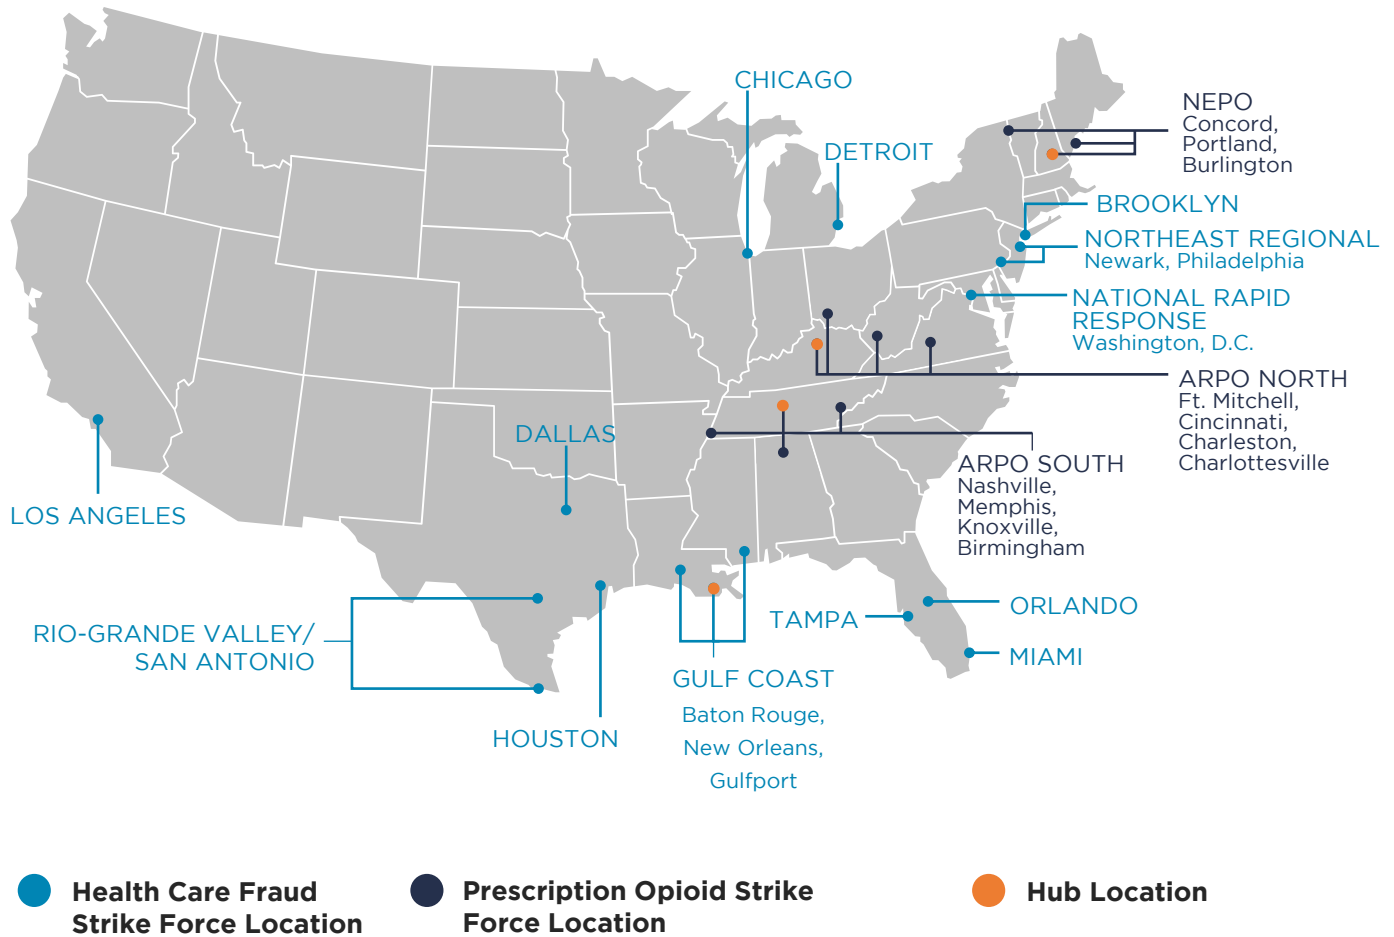 CHICAGO
DETROIT
NEPO
Concord,
Portland,
Burlington
BROOKLYN
NORTHEAST REGIONAL
Newark, Philadelphia
NATIONAL RAPID
RESPONSE
Washington, D.C.
ARPO NORTH
Ft. Mitchell,
Cincinnati,
Charleston,
Charlottesville
DALLAS
ARPO SOUTH
Nashville,
Memphis,
Knoxville,
Birmingham
LOS ANGELES
ORLANDO
TAMPA
MIAMI
RIO-GRANDE VALLEY/
SAN ANTONIO
GULF COAST
Baton Rouge,
New Orleans,
Gulfport
HOUSTON
Health Care Fraud
Strike Force Location
Prescription Opioid Strike
Force Location
Hub Location